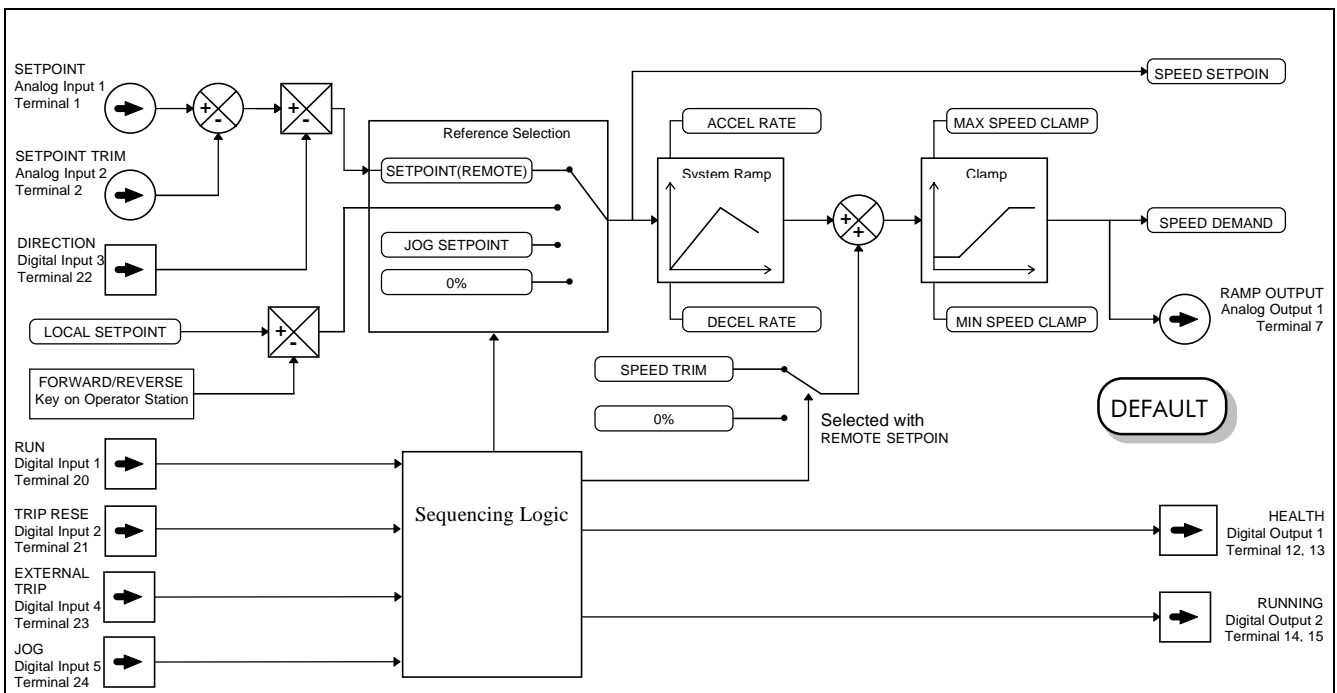 SETPOINT
Analog Input 1
Terminal 1
SETPOINT TRIM
Analog Input 2
Terminal 2
DIRECTION
Digital Input 3
Terminal 22
LOCAL SETPOINT
FORWARD/REVERSE
Key on Operator Station
RUN
Digital Input 1
Terminal 20
TRIP RESE
Digital Input 2
Terminal 21
EXTERNAL
TRIP
Digital Input 4
Terminal 23
JOG
Digital Input 5
Terminal 24
+
-
+
-
+
-
Reference Selection
SETPOINT(REMOTE)
JOG SETPOINT
0%
Sequencing Logic
ACCEL RATE
System Ramp
DECEL RATE
SPEED TRIM
0%
Selected with
REMOTE SETPOIN
+
+
MAX SPEED CLAMP
Clamp
MIN SPEED CLAMP
SPEED SETPOIN
SPEED DEMAND
RAMP OUTPUT
Analog Output 1
Terminal 7
DEFAULT
HEALTH
Digital Output 1
Terminal 12, 13
RUNNING
Digital Output 2
Terminal 14, 15